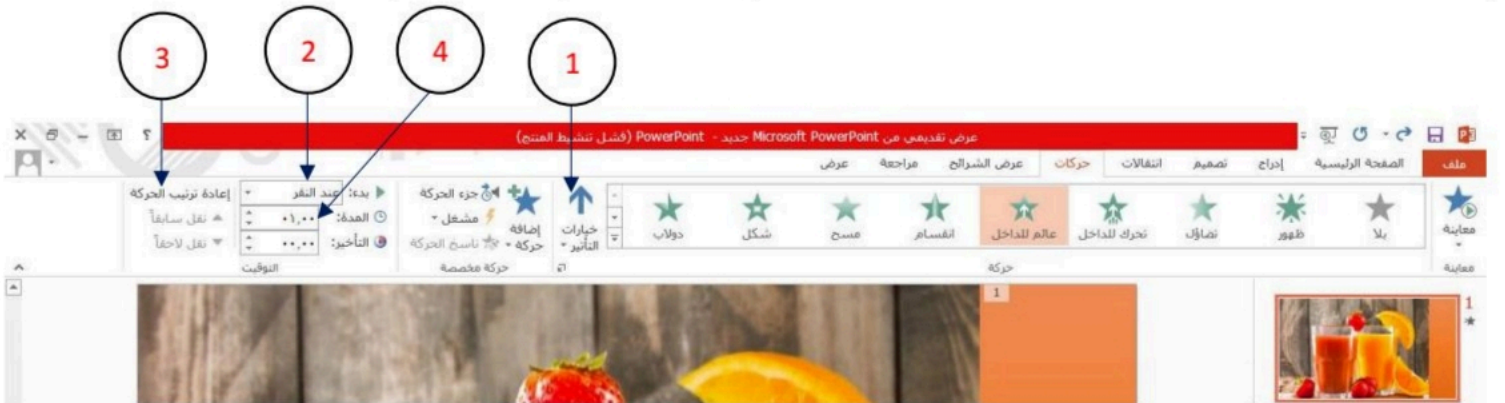 3
2
4
1
عرض تقديمي من Microsoft PowerPoint جديد - PowerPoint (فشل تنشيط المنتج)
ملف الصفحة الرئيسية إدراج تصميم انتقالات حركات عرض الشرائح مراجعة عرض
معاينة
بلا ظهور تضاؤل تحرك للداخل عالم للداخل انقسام مسح شكل دولاب
خيارات التأثير
إضافة حركة
جزء الحركة
مشغل
ناسخ الحركة
بدء: عند النقر
المدة: ٠١,٠٠
التأخير: ٠٠,٠٠
إعادة ترتيب الحركة
نقل سابقاً
نقل لاحقاً
معاينة حركة حركة مخصصة التوقيت
1
1